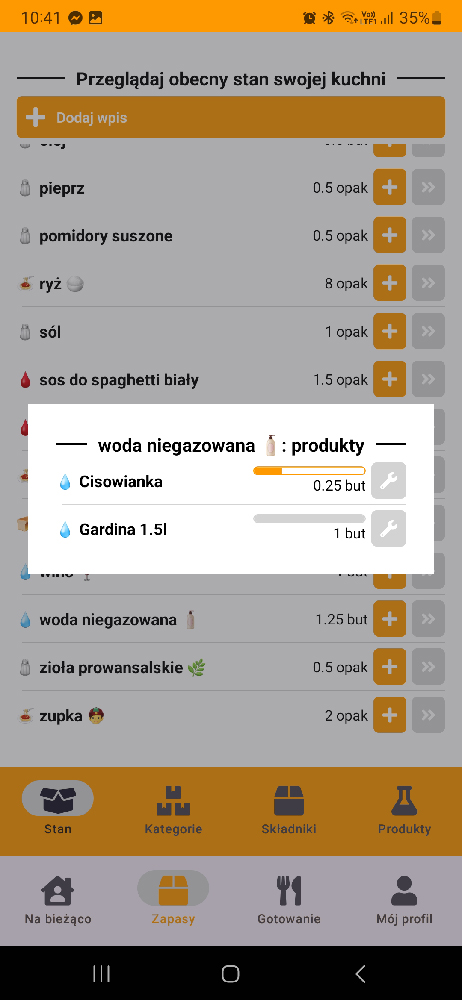 10:41
Vo)) LTE1 35%
Przeglądaj obecny stan swojej kuchni
Dodaj wpis
pieprz 0.5 opak
pomidory suszone 0.5 opak
ryż 8 opak
sól 1 opak
sos do spaghetti biały 1.5 opak
woda niegazowana : produkty
Cisowianka
0.25 but
Gardina 1.5l
1 but
woda niegazowana 1.25 but
zioła prowansalskie 0.5 opak
zupka 2 opak
Stan Kategorie Składniki Produkty
Na bieżąco Zapasy Gotowanie Mój profil